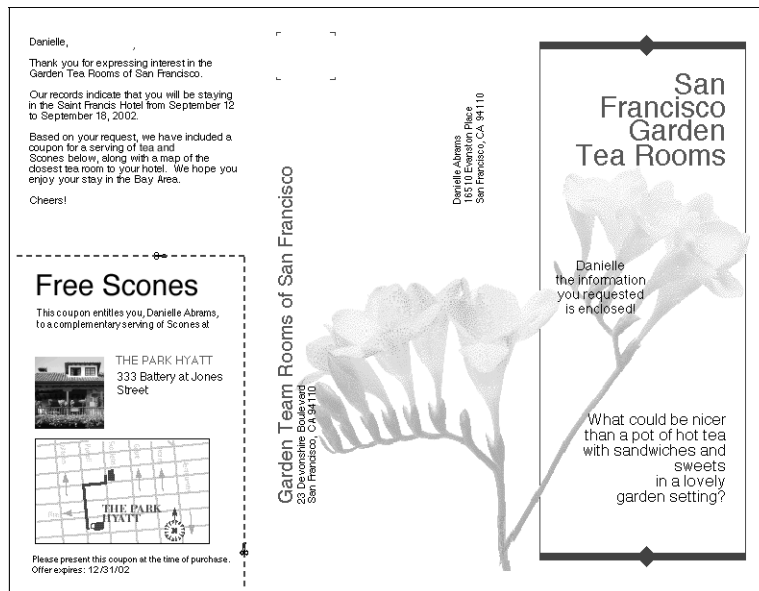 Danielle,
Thank you for expressing interest in the
Garden Tea Rooms of San Francisco.
Our records indicate that you will be staying
in the Saint Francis Hotel from September 12
to September 18, 2002.
Based on your request, we have included a
coupon for a serving of tea and
Scones below, along with a map of the
closest tea room to your hotel. We hope you
enjoy your stay in the Bay Area.
Cheers!
Free Scones
This coupon entitles you, Danielle Abrams,
to a complementary serving of Scones at
THE PARK HYATT
333 Battery at Jones
Street
THE PARK
HYATT
Please present this coupon at the time of purchase.
Offer expires: 12/31/02
Garden Team Rooms of San Francisco
23 Devonshire Boulevard
San Francisco, CA 94110
Danielle Abrams
16510 Evanston Place
San Francisco, CA 94110
San
Francisco
Garden
Tea Rooms
Danielle
the information
you requested
is enclosed!
What could be nicer
than a pot of hot tea
with sandwiches and
sweets
in a lovely
garden setting?